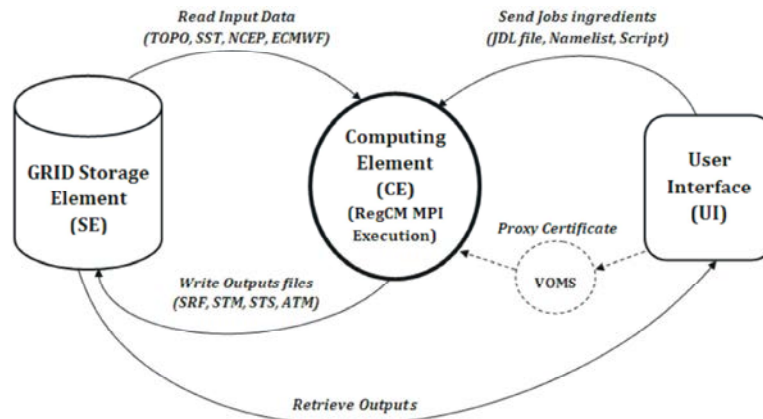 Read Input Data
(TOPO, SST, NCEP, ECMWF)
Send Jobs ingredients
(JDL file, Namelist, Script)
GRID Storage
Element
(SE)
Computing
Element
(CE)
(RegCM MPI
Execution)
User
Interface
(UI)
Proxy Certificate
VOMS
Write Outputs files
(SRF, STM, STS, ATM)
Retrieve Outputs